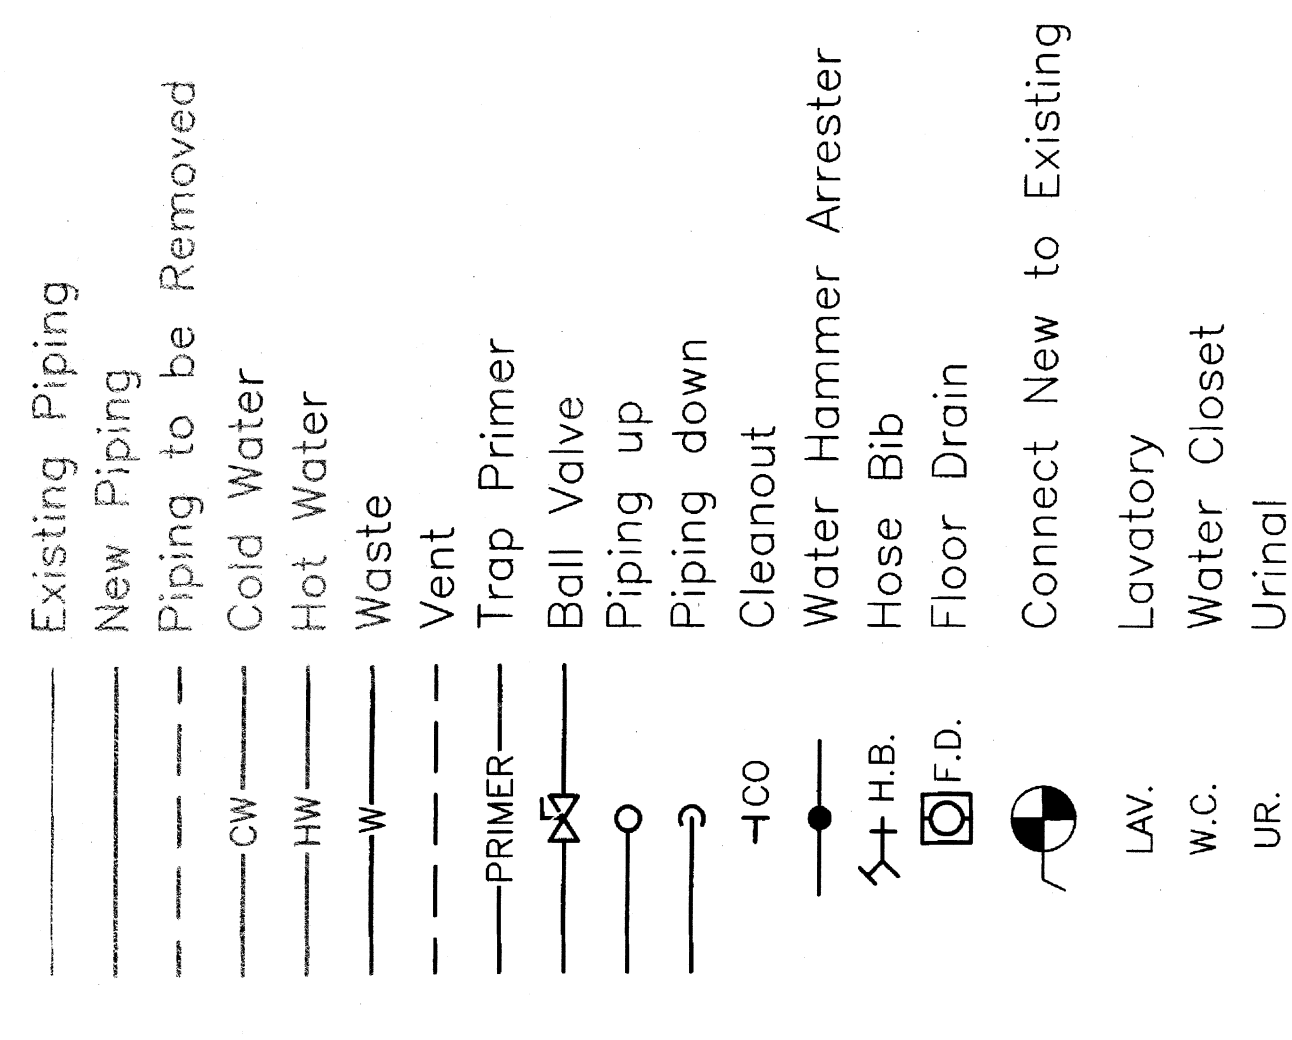 Existing Piping
New Piping
Piping to be Removed
CW Cold Water
HW Hot Water
W Waste
Vent
PRIMER Trap Primer
Ball Valve
Piping up
Piping down
CO Cleanout
Water Hammer Arrester
H.B. Hose Bib
F.D. Floor Drain
Connect New to Existing
LAV. Lavatory
W.C. Water Closet
UR. Urinal